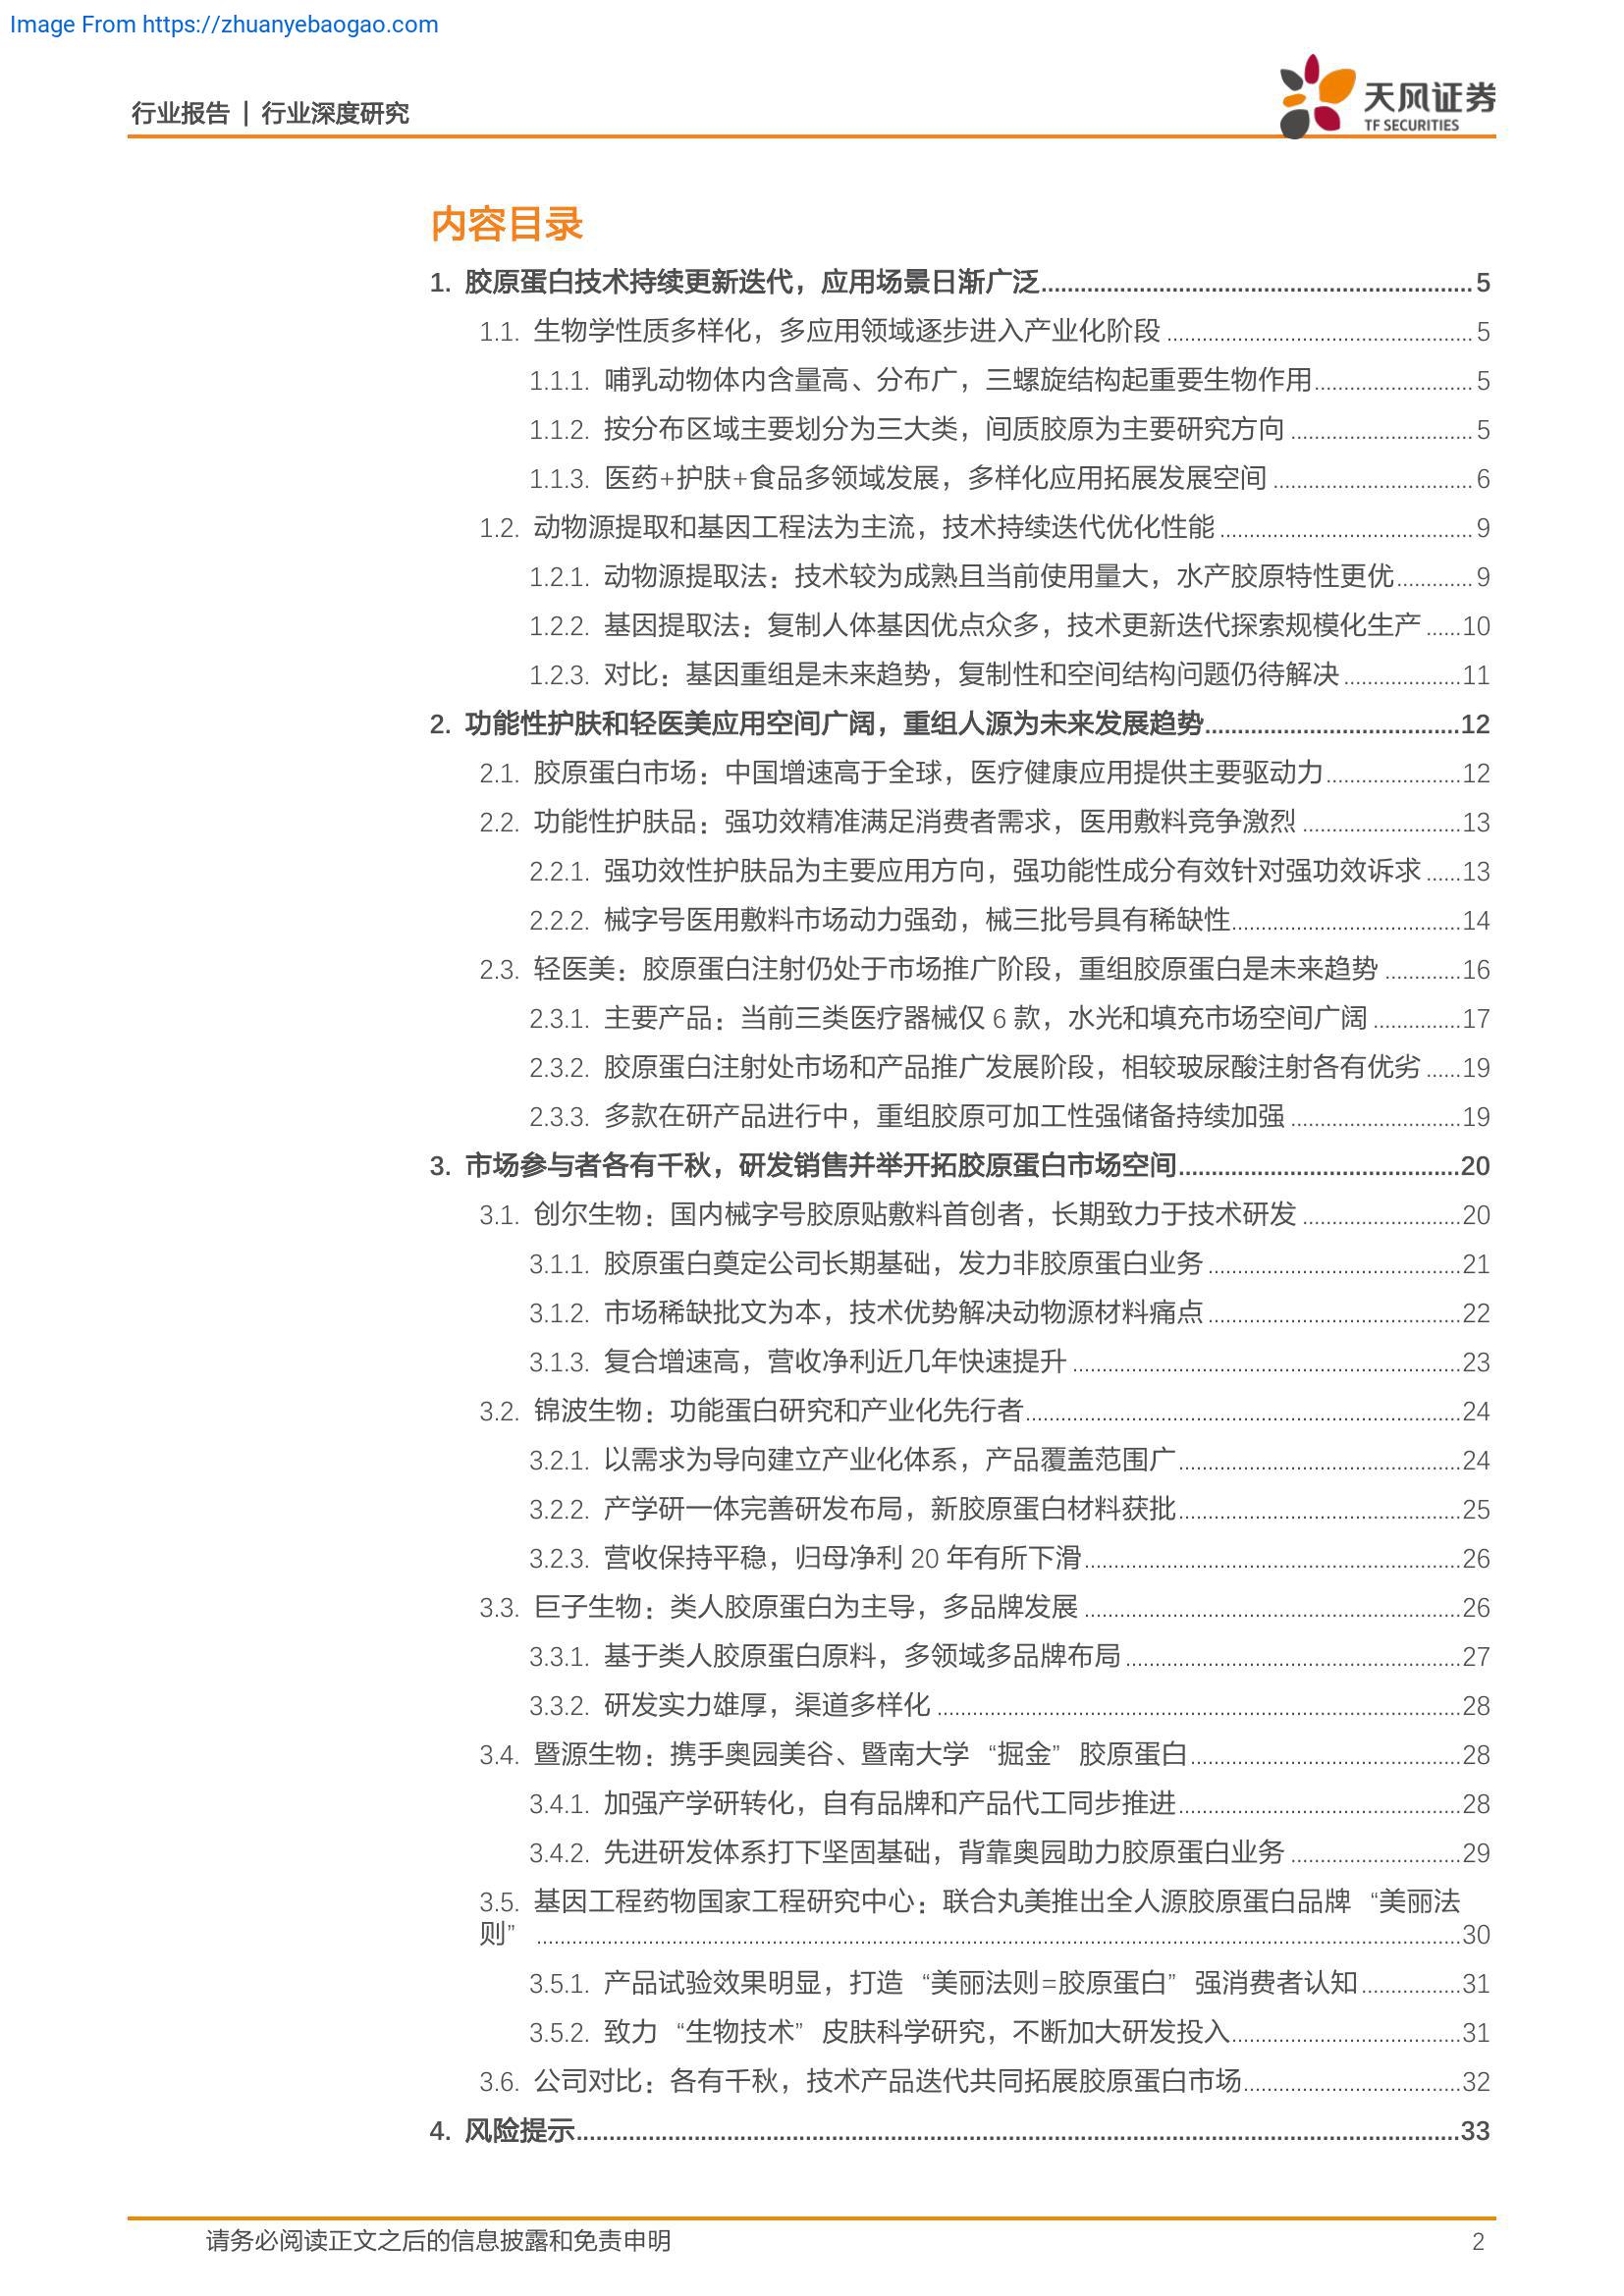 Image From https://zhuanyebaogao.com
行业报告 | 行业深度研究
天风证券
TF SECURITIES
内容目录
1. 胶原蛋白技术持续更新迭代，应用场景日渐广泛 5
1.1. 生物学性质多样化，多应用领域逐步进入产业化阶段 5
1.1.1. 哺乳动物体内含量高、分布广，三螺旋结构起重要生物作用 5
1.1.2. 按分布区域主要划分为三大类，间质胶原为主要研究方向 5
1.1.3. 医药+护肤+食品多领域发展，多样化应用拓展发展空间 6
1.2. 动物源提取和基因工程法为主流，技术持续迭代优化性能 9
1.2.1. 动物源提取法：技术较为成熟且当前使用量大，水产胶原特性更优 9
1.2.2. 基因提取法：复制人体基因优点众多，技术更新迭代探索规模化生产 10
1.2.3. 对比：基因重组是未来趋势，复制性和空间结构问题仍待解决 11
2. 功能性护肤和轻医美应用空间广阔，重组人源为未来发展趋势 12
2.1. 胶原蛋白市场：中国增速高于全球，医疗健康应用提供主要驱动力 12
2.2. 功能性护肤品：强功效精准满足消费者需求，医用敷料竞争激烈 13
2.2.1. 强功效性护肤品为主要应用方向，强功能性成分有效针对强功效诉求 13
2.2.2. 械字号医用敷料市场动力强劲，械三批号具有稀缺性 14
2.3. 轻医美：胶原蛋白注射仍处于市场推广阶段，重组胶原蛋白是未来趋势 16
2.3.1. 主要产品：当前三类医疗器械仅 6 款，水光和填充市场空间广阔 17
2.3.2. 胶原蛋白注射处市场和产品推广发展阶段，相较玻尿酸注射各有优劣 19
2.3.3. 多款在研产品进行中，重组胶原可加工性强储备持续加强 19
3. 市场参与者各有千秋，研发销售并举开拓胶原蛋白市场空间 20
3.1. 创尔生物：国内械字号胶原贴敷料首创者，长期致力于技术研发 20
3.1.1. 胶原蛋白奠定公司长期基础，发力非胶原蛋白业务 21
3.1.2. 市场稀缺批文为本，技术优势解决动物源材料痛点 22
3.1.3. 复合增速高，营收净利近几年快速提升 23
3.2. 锦波生物：功能蛋白研究和产业化先行者 24
3.2.1. 以需求为导向建立产业化体系，产品覆盖范围广 24
3.2.2. 产学研一体完善研发布局，新胶原蛋白材料获批 25
3.2.3. 营收保持平稳，归母净利 20 年有所下滑 26
3.3. 巨子生物：类人胶原蛋白为主导，多品牌发展 26
3.3.1. 基于类人胶原蛋白原料，多领域多品牌布局 27
3.3.2. 研发实力雄厚，渠道多样化 28
3.4. 暨源生物：携手奥园美谷、暨南大学“掘金”胶原蛋白 28
3.4.1. 加强产学研转化，自有品牌和产品代工同步推进 28
3.4.2. 先进研发体系打下坚固基础，背靠奥园助力胶原蛋白业务 29
3.5. 基因工程药物国家工程研究中心：联合丸美推出全人源胶原蛋白品牌“美丽法
则” 30
3.5.1. 产品试验效果明显，打造“美丽法则=胶原蛋白”强消费者认知 31
3.5.2. 致力“生物技术”皮肤科学研究，不断加大研发投入 31
3.6. 公司对比：各有千秋，技术产品迭代共同拓展胶原蛋白市场 32
4. 风险提示 33
请务必阅读正文之后的信息披露和免责申明 2